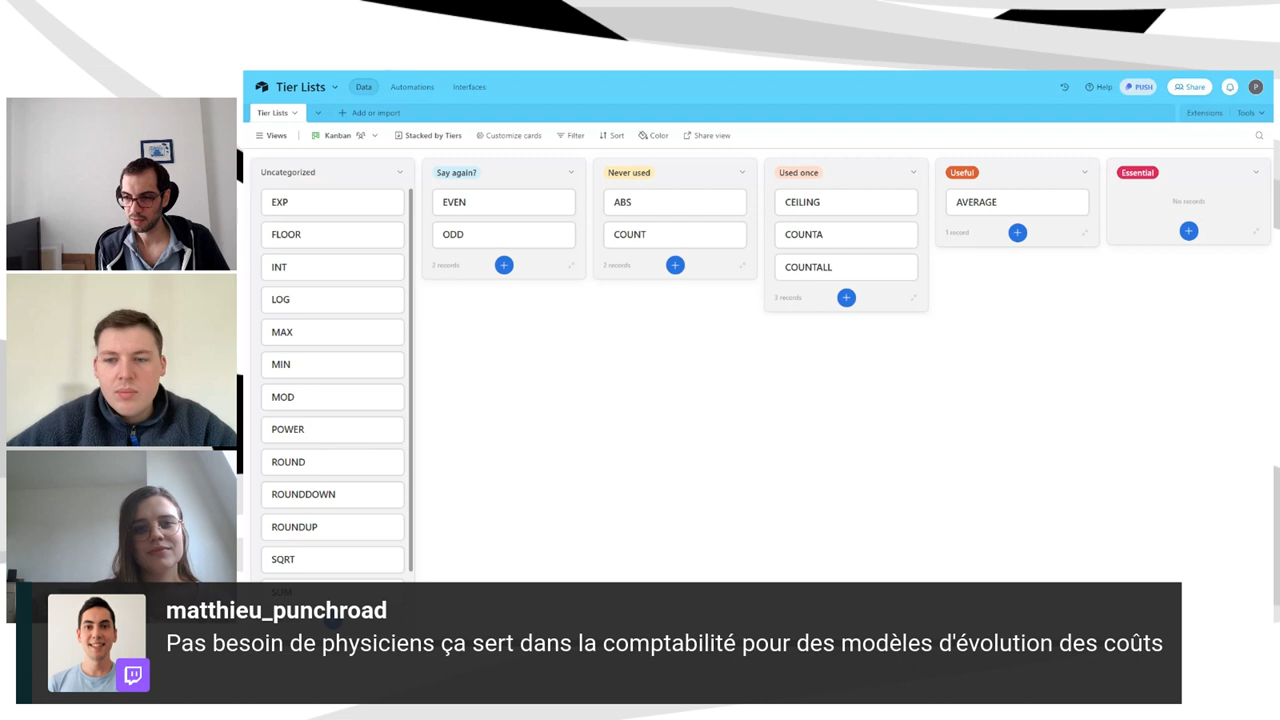 Tier Lists
Data
Automations
Interfaces
Help
PUSH
Share
P
Tier Lists
Add or import
Extensions
Tools
Views
Kanban
Stacked by Tiers
Customize cards
Filter
Sort
Color
Share view
Uncategorized
EXP
FLOOR
INT
LOG
MAX
MIN
MOD
POWER
ROUND
ROUNDDOWN
ROUNDUP
SQRT
SUM
Say again?
EVEN
ODD
2 records
Never used
ABS
COUNT
2 records
Used once
CEILING
COUNTA
COUNTALL
3 records
Useful
AVERAGE
1 record
Essential
No records
matthieu_punchroad
Pas besoin de physiciens ça sert dans la comptabilité pour des modèles d'évolution des coûts